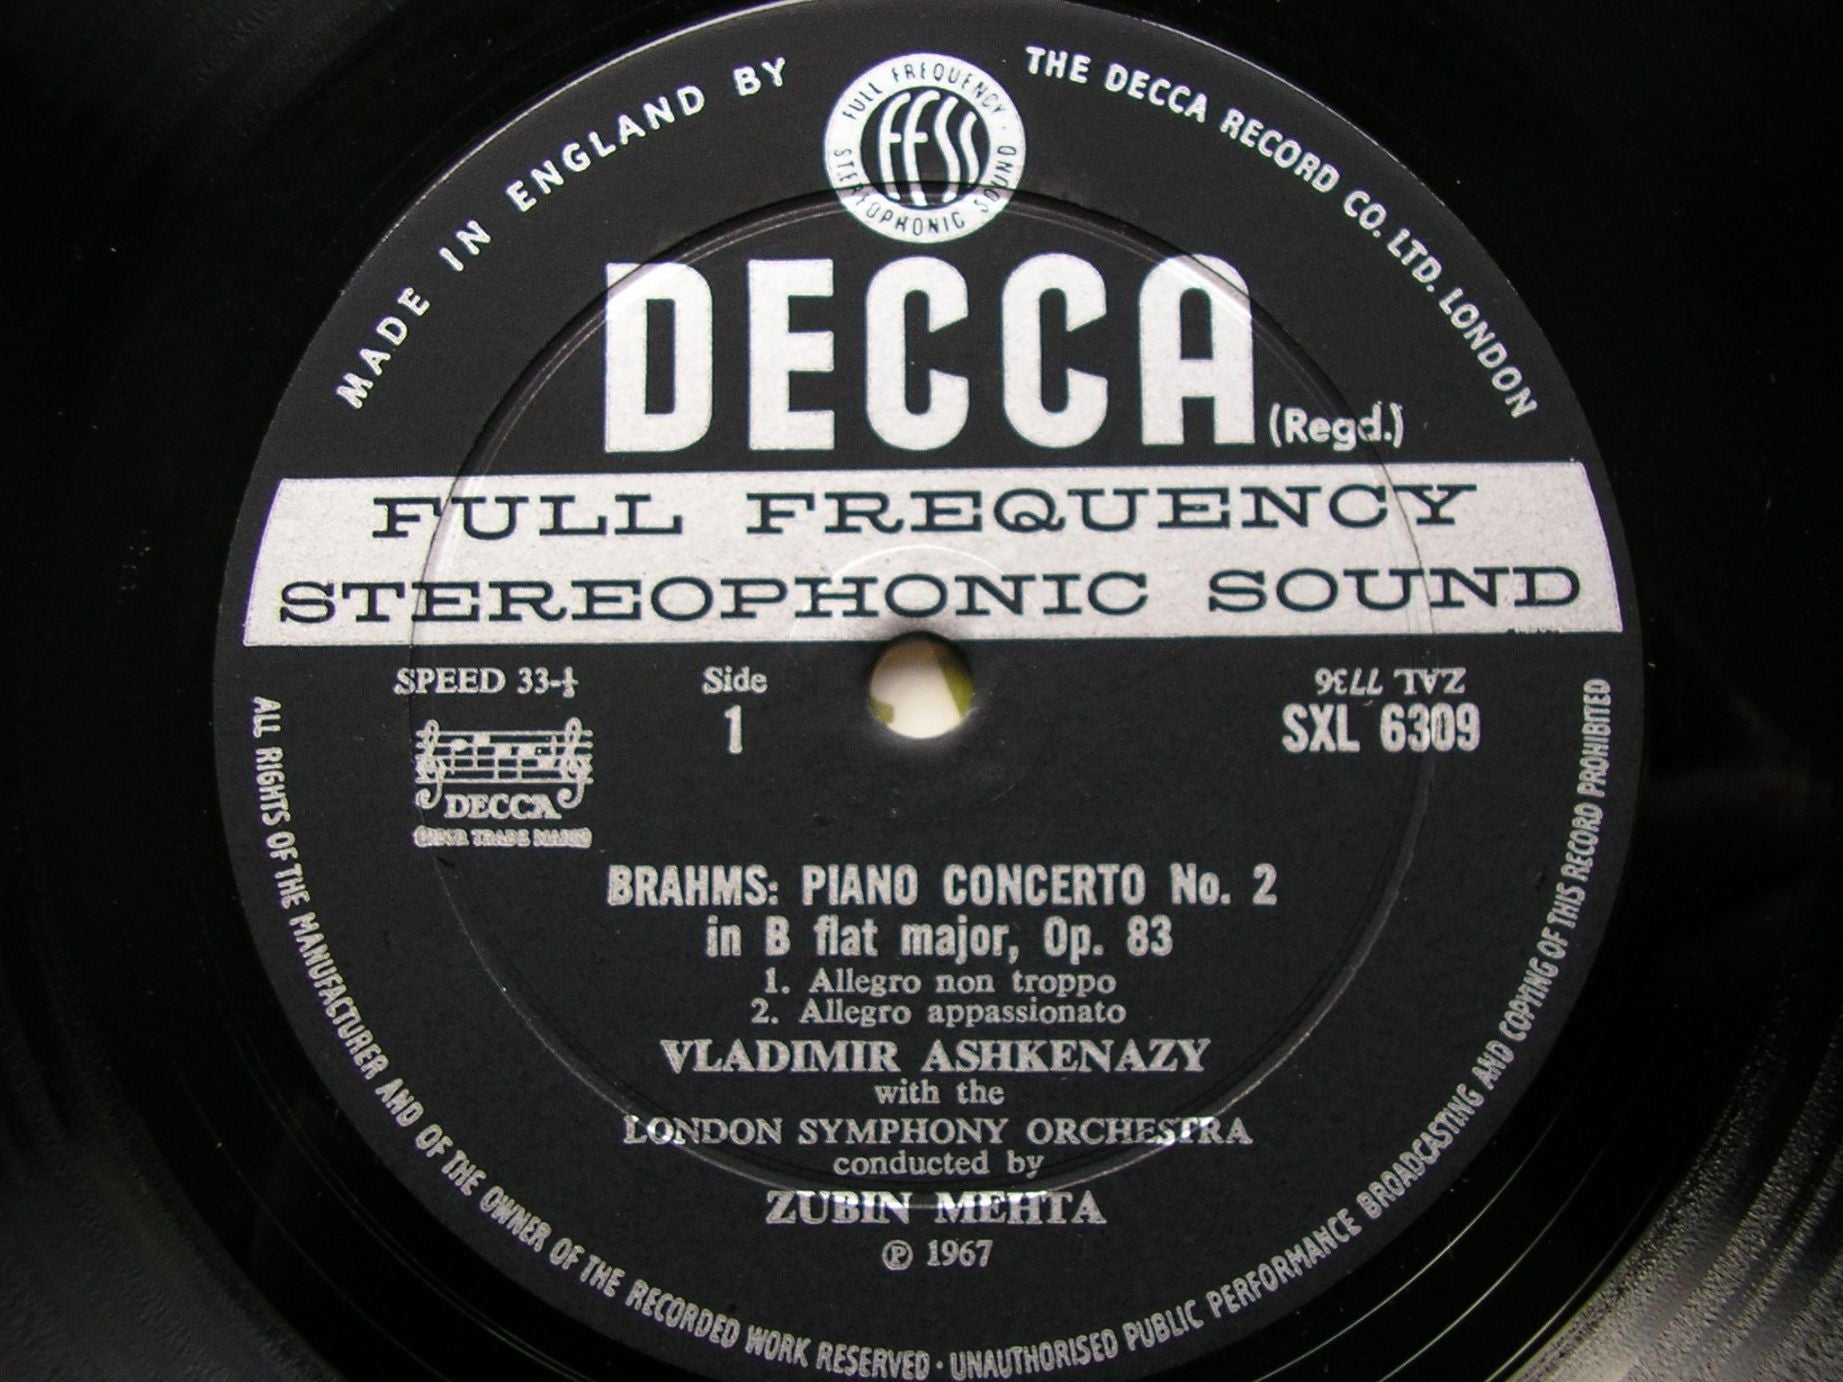 MADE IN ENGLAND BY
THE DECCA RECORD CO. LTD. LONDON
FULL FREQUENCY
FFSS
STEREOPHONIC SOUND
DECCA (Regd.)
FULL FREQUENCY
STEREOPHONIC SOUND
SPEED 33-⅓
Side
1
ZAL 7736
SXL 6309
DECCA
TRADE
BRAHMS: PIANO CONCERTO No. 2
in B flat major, Op. 83
1. Allegro non troppo
2. Allegro appassionato
VLADIMIR ASHKENAZY
with the
LONDON SYMPHONY ORCHESTRA
conducted by
ZUBIN MEHTA
℗ 1967
ALL RIGHTS OF THE MANUFACTURER AND OF THE OWNER OF THE RECORDED WORK RESERVED · UNAUTHORISED PUBLIC PERFORMANCE BROADCASTING AND COPYING OF THIS RECORD PROHIBITED